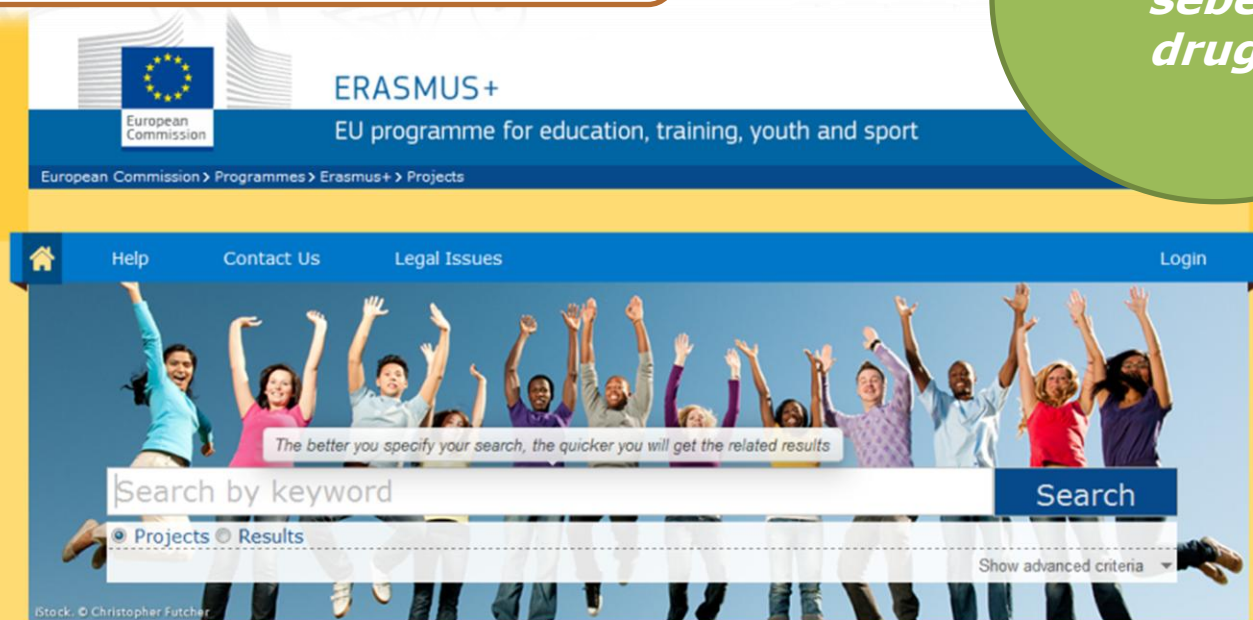 drug
ERASMUS+
European
Commission
EU programme for education, training, youth and sport
European Commission > Programmes > Erasmus+ > Projects
Help
Contact Us
Legal Issues
Login
The better you specify your search, the quicker you will get the related results
Search by keyword
Search
Projects Results
Show advanced criteria
iStock. © Christopher Futcher